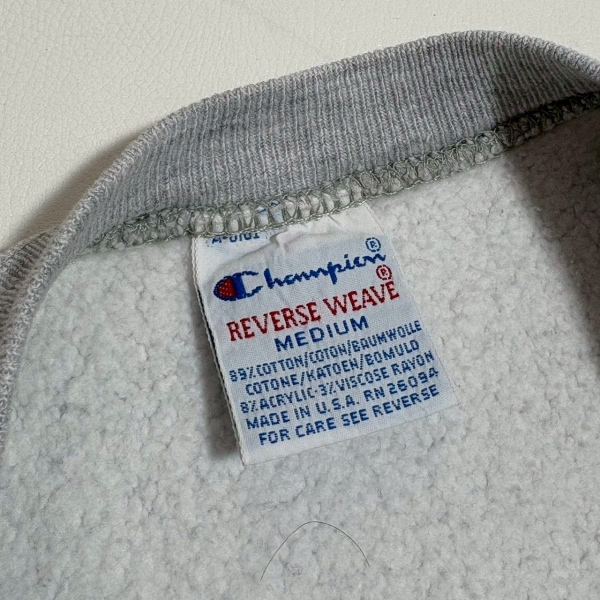 A-0101
Champion®
REVERSE WEAVE®
MEDIUM
89% COTTON/COTON/BAUMWOLLE
COTONE/KATOEN/BOMULD
8% ACRYLIC-3% VISCOSE RAYON
MADE IN U.S.A. RN 26094
FOR CARE SEE REVERSE